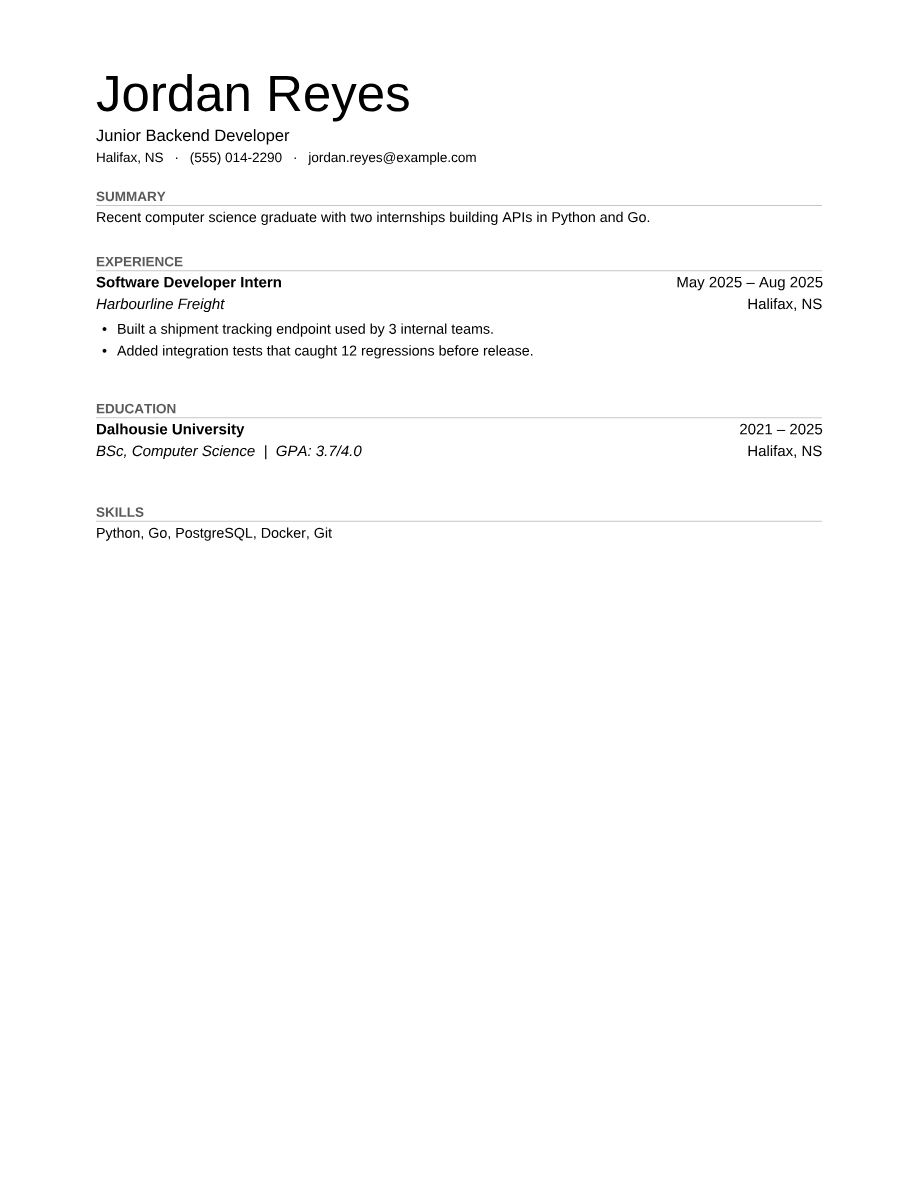 Jordan Reyes
Junior Backend Developer
Halifax, NS · (555) 014-2290 · jordan.reyes@example.com
SUMMARY
Recent computer science graduate with two internships building APIs in Python and Go.
EXPERIENCE
Software Developer Intern May 2025 – Aug 2025
Harbourline Freight Halifax, NS
• Built a shipment tracking endpoint used by 3 internal teams.
• Added integration tests that caught 12 regressions before release.
EDUCATION
Dalhousie University 2021 – 2025
BSc, Computer Science | GPA: 3.7/4.0 Halifax, NS
SKILLS
Python, Go, PostgreSQL, Docker, Git